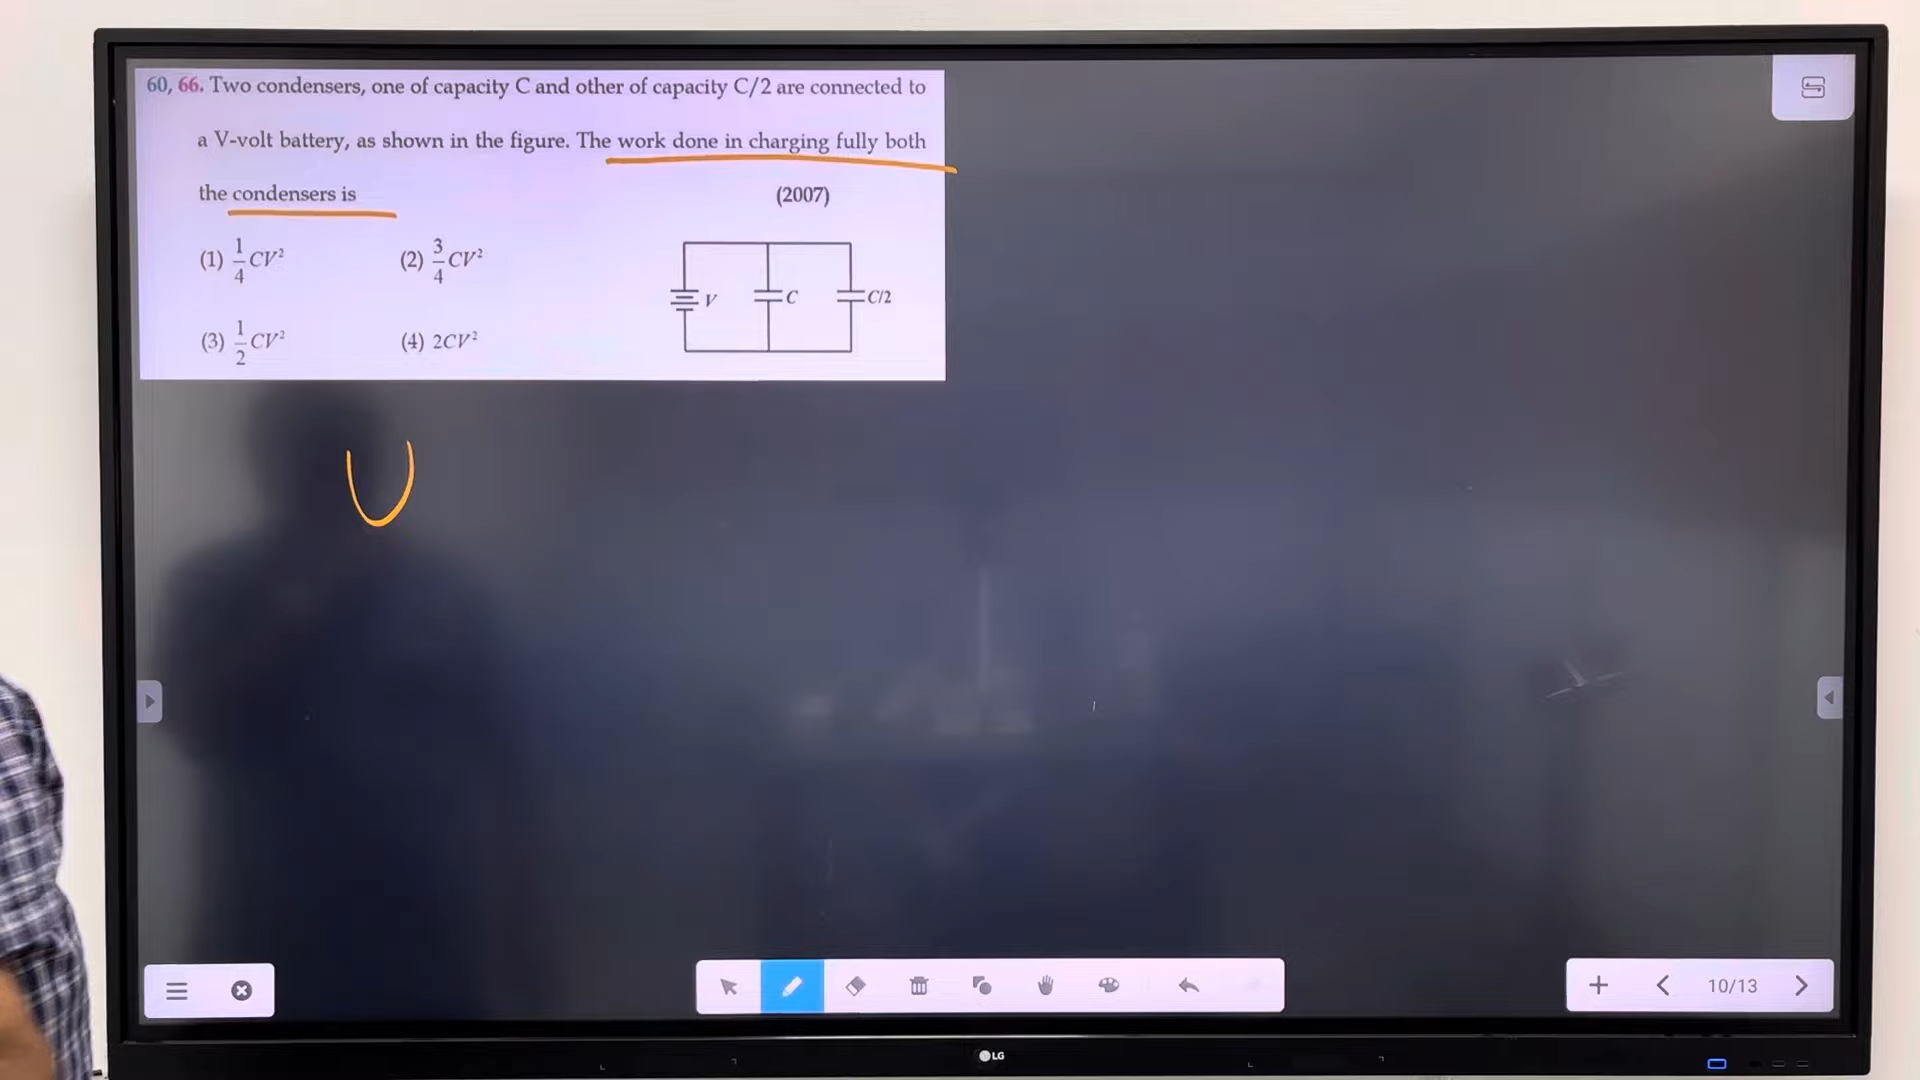 60, 66. Two condensers, one of capacity C and other of capacity C/2 are connected to
a V-volt battery, as shown in the figure. The work done in charging fully both
the condensers is (2007)
(1) 1/4 CV² (2) 3/4 CV²
V C C/2
(3) 1/2 CV² (4) 2CV²
U
10/13
LG